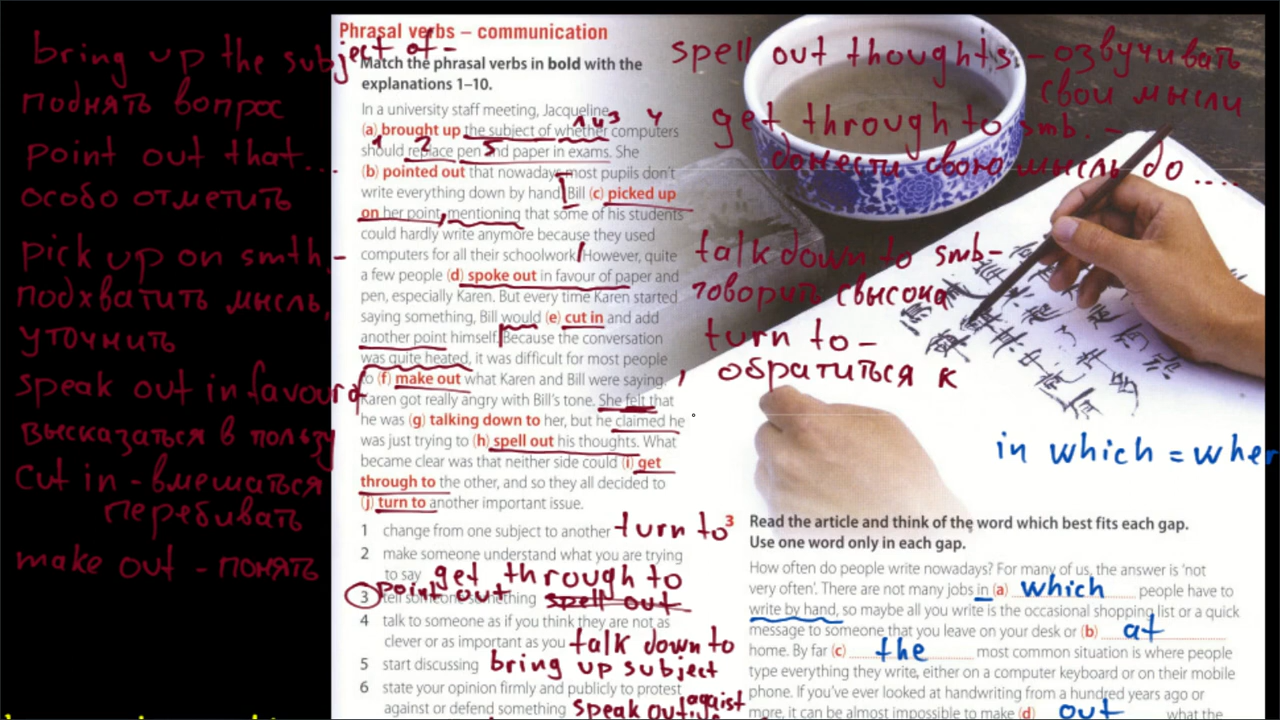 bring up the subject of -
поднять вопрос
point out that...
особо отметить
pick up on smth. -
подхватить мысль,
уточнить
speak out in favour of
высказаться в пользу
cut in - вмешаться
перебивать
make out - понять
Phrasal verbs – communication
Match the phrasal verbs in bold with the
explanations 1–10.
In a university staff meeting, Jacqueline
(a) brought up the subject of whether computers
should replace pen and paper in exams. She
(b) pointed out that nowadays most pupils don't
write everything down by hand. Bill (c) picked up
on her point, mentioning that some of his students
could hardly write anymore because they used
computers for all their schoolwork. However, quite
a few people (d) spoke out in favour of paper and
pen, especially Karen. But every time Karen started
saying something, Bill would (e) cut in and add
another point himself. Because the conversation
was quite heated, it was difficult for most people
to (f) make out what Karen and Bill were saying.
Karen got really angry with Bill's tone. She felt that
he was (g) talking down to her, but he claimed he
was just trying to (h) spell out his thoughts. What
became clear was that neither side could (i) get
through to the other, and so they all decided to
(j) turn to another important issue.
1 change from one subject to another turn to
2 make someone understand what you are trying
to say get through to
point out
3 tell someone something spell out
4 talk to someone as if you think they are not as
clever or as important as you talk down to
5 start discussing bring up subject
6 state your opinion firmly and publicly to protest
against or defend something speak out against
spell out thoughts - озвучивать
свои мысли
get through to smb. -
донести свою мысль до ....
talk down to smb-
говорить свысока
turn to -
обратиться к
in which = wher
3 Read the article and think of the word which best fits each gap.
Use one word only in each gap.
How often do people write nowadays? For many of us, the answer is 'not
very often'. There are not many jobs in (a) which people have to
write by hand, so maybe all you write is the occasional shopping list or a quick
message to someone that you leave on your desk or (b) at
home. By far (c) the most common situation is where people
type everything they write, either on a computer keyboard or on their mobile
phone. If you've ever looked at handwriting from a hundred years ago or
more, it can be almost impossible to make (d) out what the